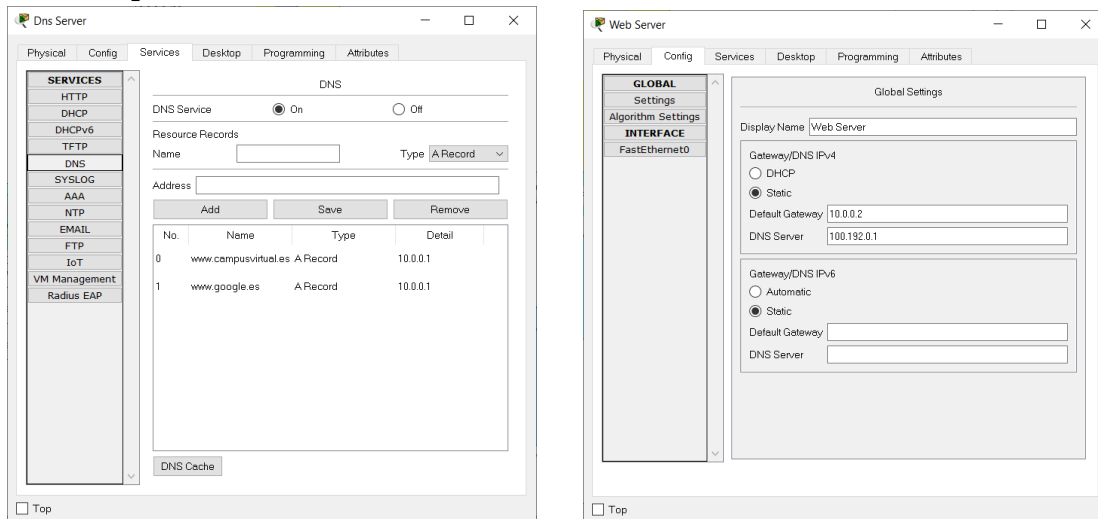 Dns Server
Physical Config Services Desktop Programming Attributes
SERVICES
HTTP
DHCP
DHCPv6
TFTP
DNS
SYSLOG
AAA
NTP
EMAIL
FTP
IoT
VM Management
Radius EAP
DNS
DNS Service On Off
Resource Records
Name Type A Record
Address
Add Save Remove
No. Name Type Detail
0 www.campusvirtual.es A Record 10.0.0.1
1 www.google.es A Record 10.0.0.1
DNS Cache
Top
Web Server
Physical Config Services Desktop Programming Attributes
GLOBAL
Settings
Algorithm Settings
INTERFACE
FastEthernet0
Global Settings
Display Name Web Server
Gateway/DNS IPv4
DHCP
Static
Default Gateway 10.0.0.2
DNS Server 100.192.0.1
Gateway/DNS IPv6
Automatic
Static
Default Gateway
DNS Server
Top